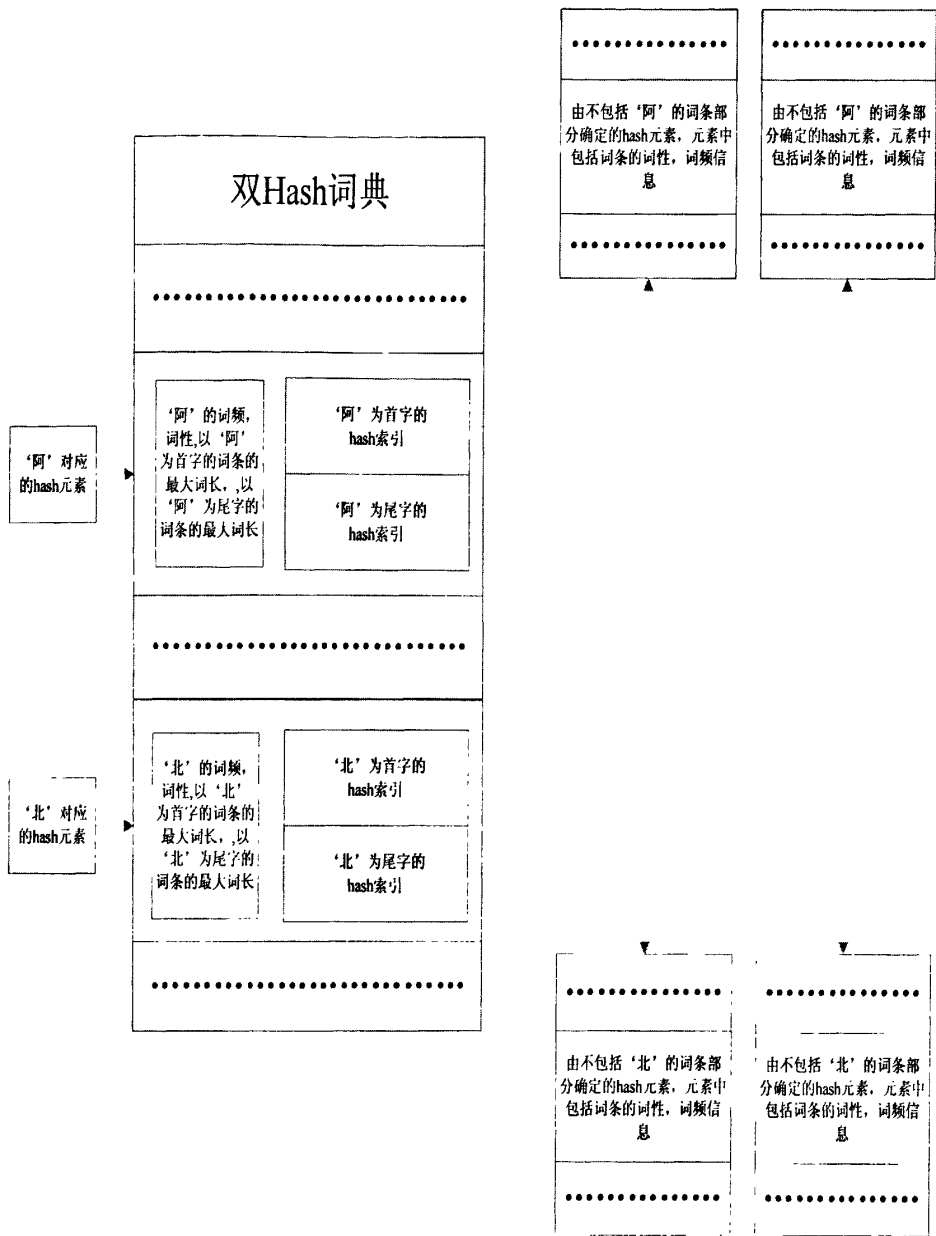 由不包括‘阿’的词条部
分确定的hash元素，元素中
包括词条的词性，词频信
息
由不包括‘阿’的词条部
分确定的hash元素，元素中
包括词条的词性，词频信
息
双Hash词典
‘阿’对应
的hash元素
‘阿’的词频，
词性,以‘阿’
为首字的词条的
最大词长，,以
‘阿’为尾字的
词条的最大词长
‘阿’为首字的
hash索引
‘阿’为尾字的
hash索引
‘北’对应
的hash元素
‘北’的词频，
词性,以‘北’
为首字的词条的
最大词长，,以
‘北’为尾字的
词条的最大词长
‘北’为首字的
hash索引
‘北’为尾字的
hash索引
由不包括‘北’的词条部
分确定的hash元素，元素中
包括词条的词性，词频信
息
由不包括‘北’的词条部
分确定的hash元素，元素中
包括词条的词性，词频信
息